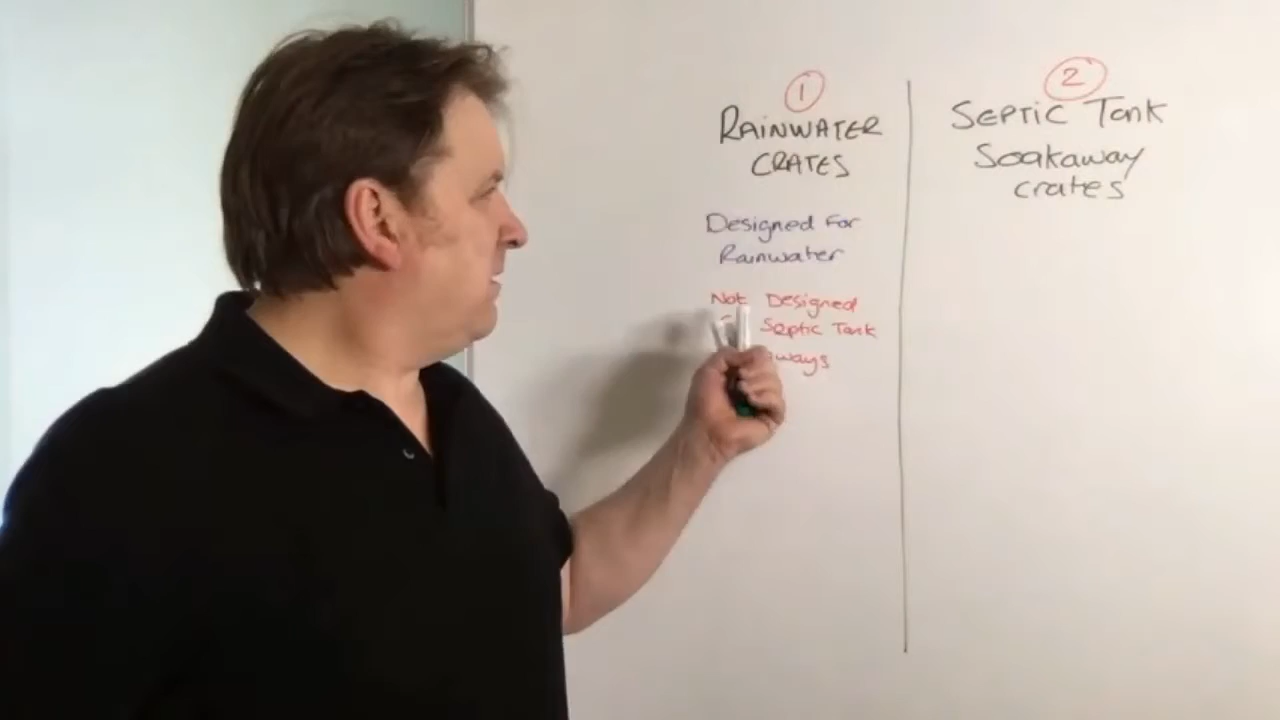 1
RAINWATER
CRATES
Designed For
Rainwater
Not Designed
Septic Tank
2
SEPTIC Tank
Soakaway
crates